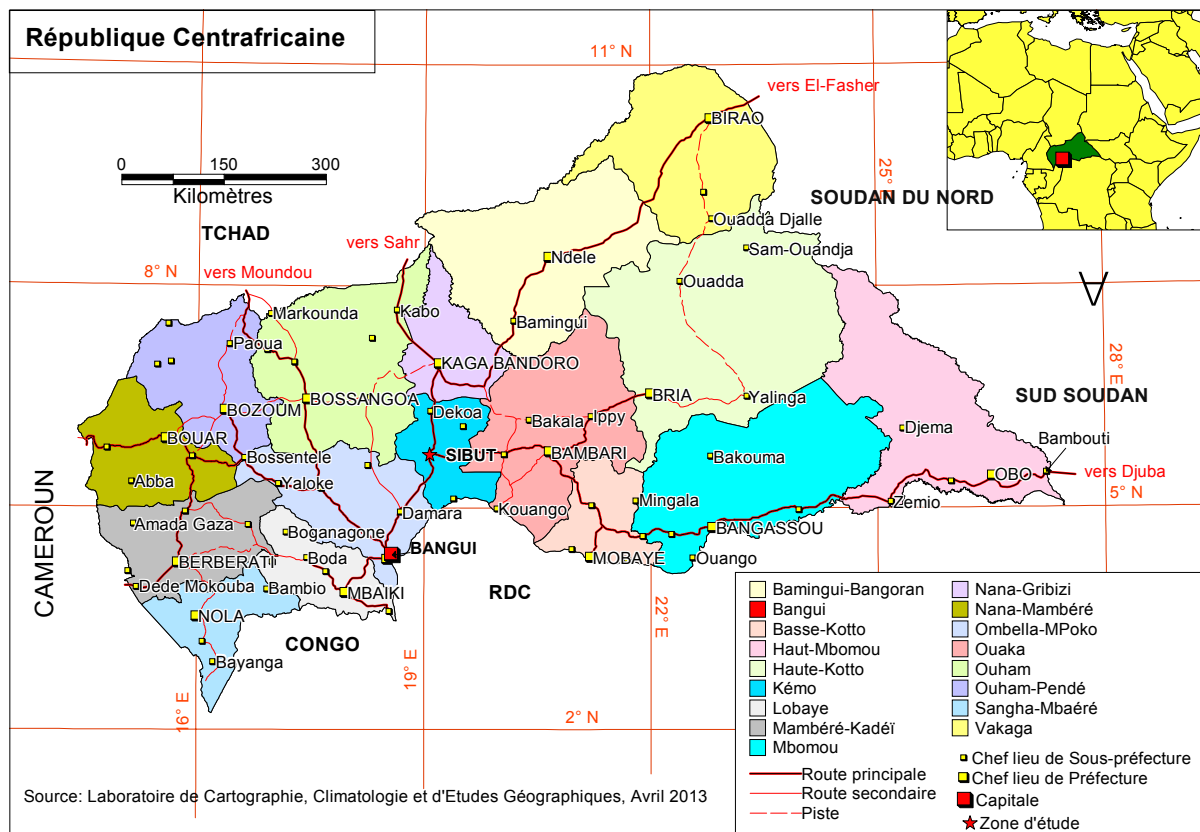 République Centrafricaine
11° N
vers El-Fasher
BIRAO
0 150 300
Kilomètres
25°
SOUDAN DU NORD
Ouadda Djalle
TCHAD
vers Sahr
Sam-Ouandja
Ndele
8° N
vers Moundou
Ouadda
Markounda
Kabo
Bamingui
Paoua
KAGA BANDORO
28° E
SUD SOUDAN
BOZOUM
BOSSANGOA
Dekoa
Bakala
Ippy
BRIA
Yalinga
Djema
Bambouti
BOUAR
Bossentele
SIBUT
BAMBARI
Bakouma
OBO
vers Djuba
CAMEROUN
Abba
Yaloke
Mingala
Zemio
5° N
Amada Gaza
Damara
Kouango
BANGASSOU
Boganagone
BANGUI
BERBERATI
Boda
MOBAYE
Ouango
Dede Mokouba
Bambio
MBAIKI
RDC
NOLA
CONGO
22° E
Bayanga
19° E
16° E
2° N
Bamingui-Bangoran
Bangui
Basse-Kotto
Haut-Mbomou
Haute-Kotto
Kémo
Lobaye
Mambéré-Kadéï
Mbomou
Nana-Gribizi
Nana-Mambéré
Ombella-MPoko
Ouaka
Ouham
Ouham-Pendé
Sangha-Mbaéré
Vakaga
Route principale
Route secondaire
Piste
Chef lieu de Sous-préfecture
Chef lieu de Préfecture
Capitale
Zone d'étude
Source: Laboratoire de Cartographie, Climatologie et d'Etudes Géographiques, Avril 2013